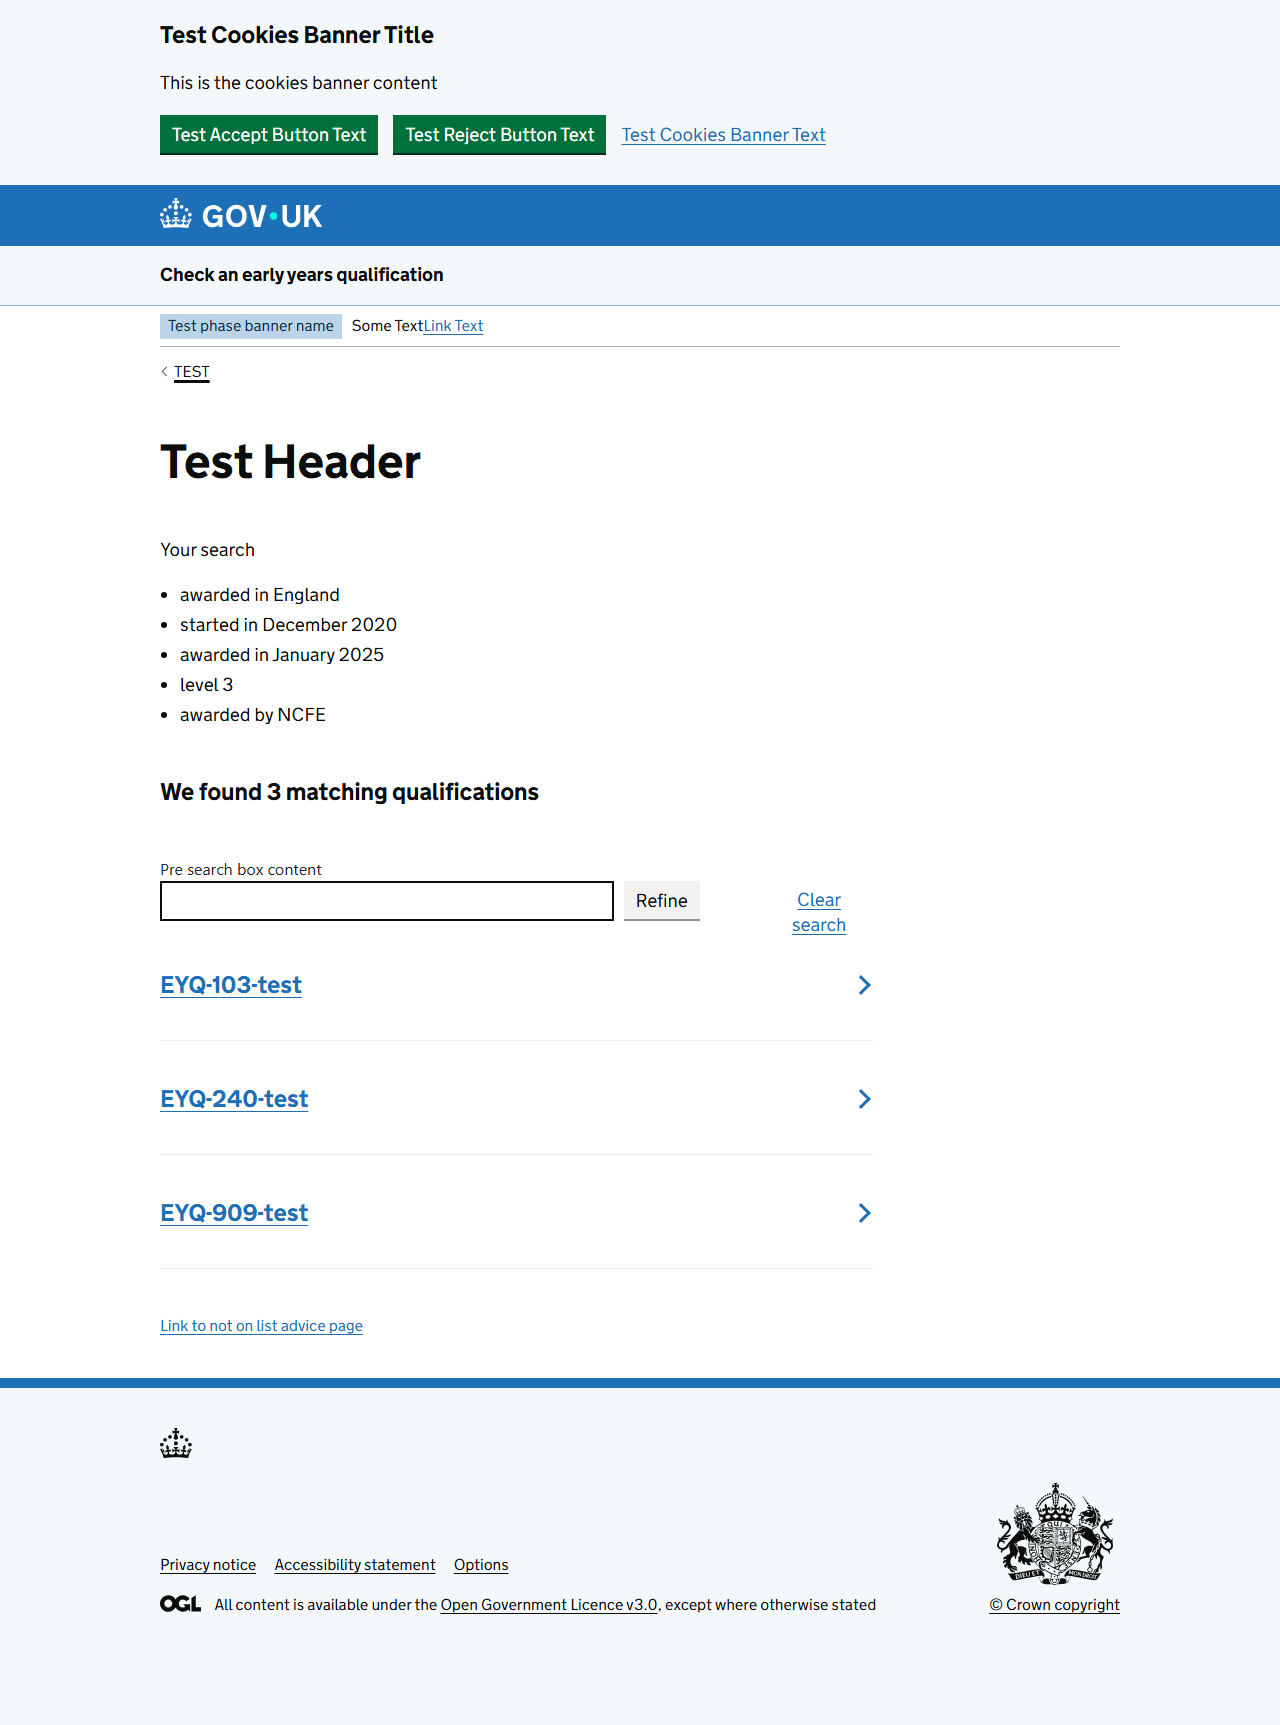 Test Cookies Banner Title
This is the cookies banner content
Test Accept Button Text Test Reject Button Text Test Cookies Banner Text
GOV•UK
Check an early years qualification
Test phase banner name Some TextLink Text
TEST
Test Header
Your search
• awarded in England
• started in December 2020
• awarded in January 2025
• level 3
• awarded by NCFE
We found 3 matching qualifications
Pre search box content
Refine
Clear
search
EYQ-103-test
EYQ-240-test
EYQ-909-test
Link to not on list advice page
DIEU ET MON DROIT
Privacy notice Accessibility statement Options
OGL All content is available under the Open Government Licence v3.0, except where otherwise stated
© Crown copyright